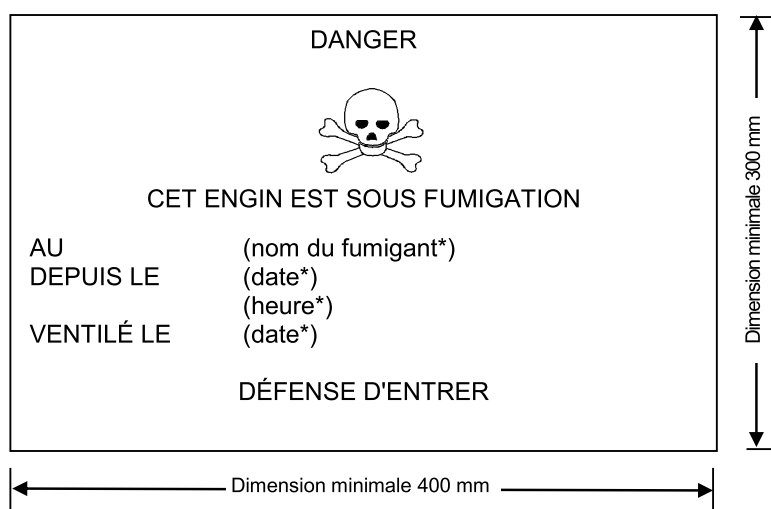 DANGER
CET ENGIN EST SOUS FUMIGATION
AU (nom du fumigant*)
DEPUIS LE (date*)
(heure*)
VENTILÉ LE (date*)
DÉFENSE D'ENTRER
Dimension minimale 300 mm
Dimension minimale 400 mm